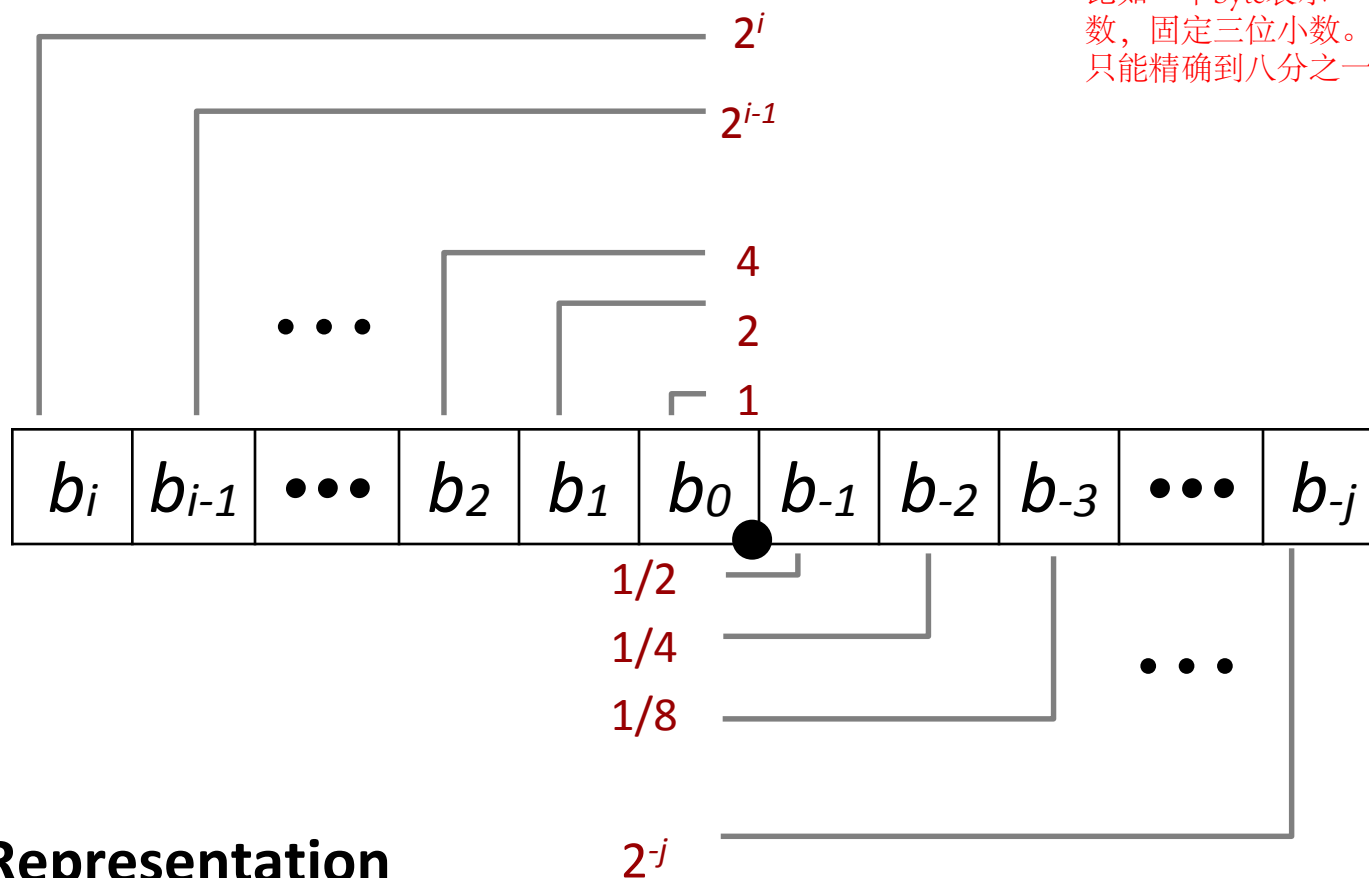 数，固定三位小数。
只能精确到八分之一
2^i
2^{i-1}
4
2
1
b_i b_{i-1} ••• b_2 b_1 b_0 b_{-1} b_{-2} b_{-3} ••• b_{-j}
1/2
1/4
1/8
2^{-j}
Representation